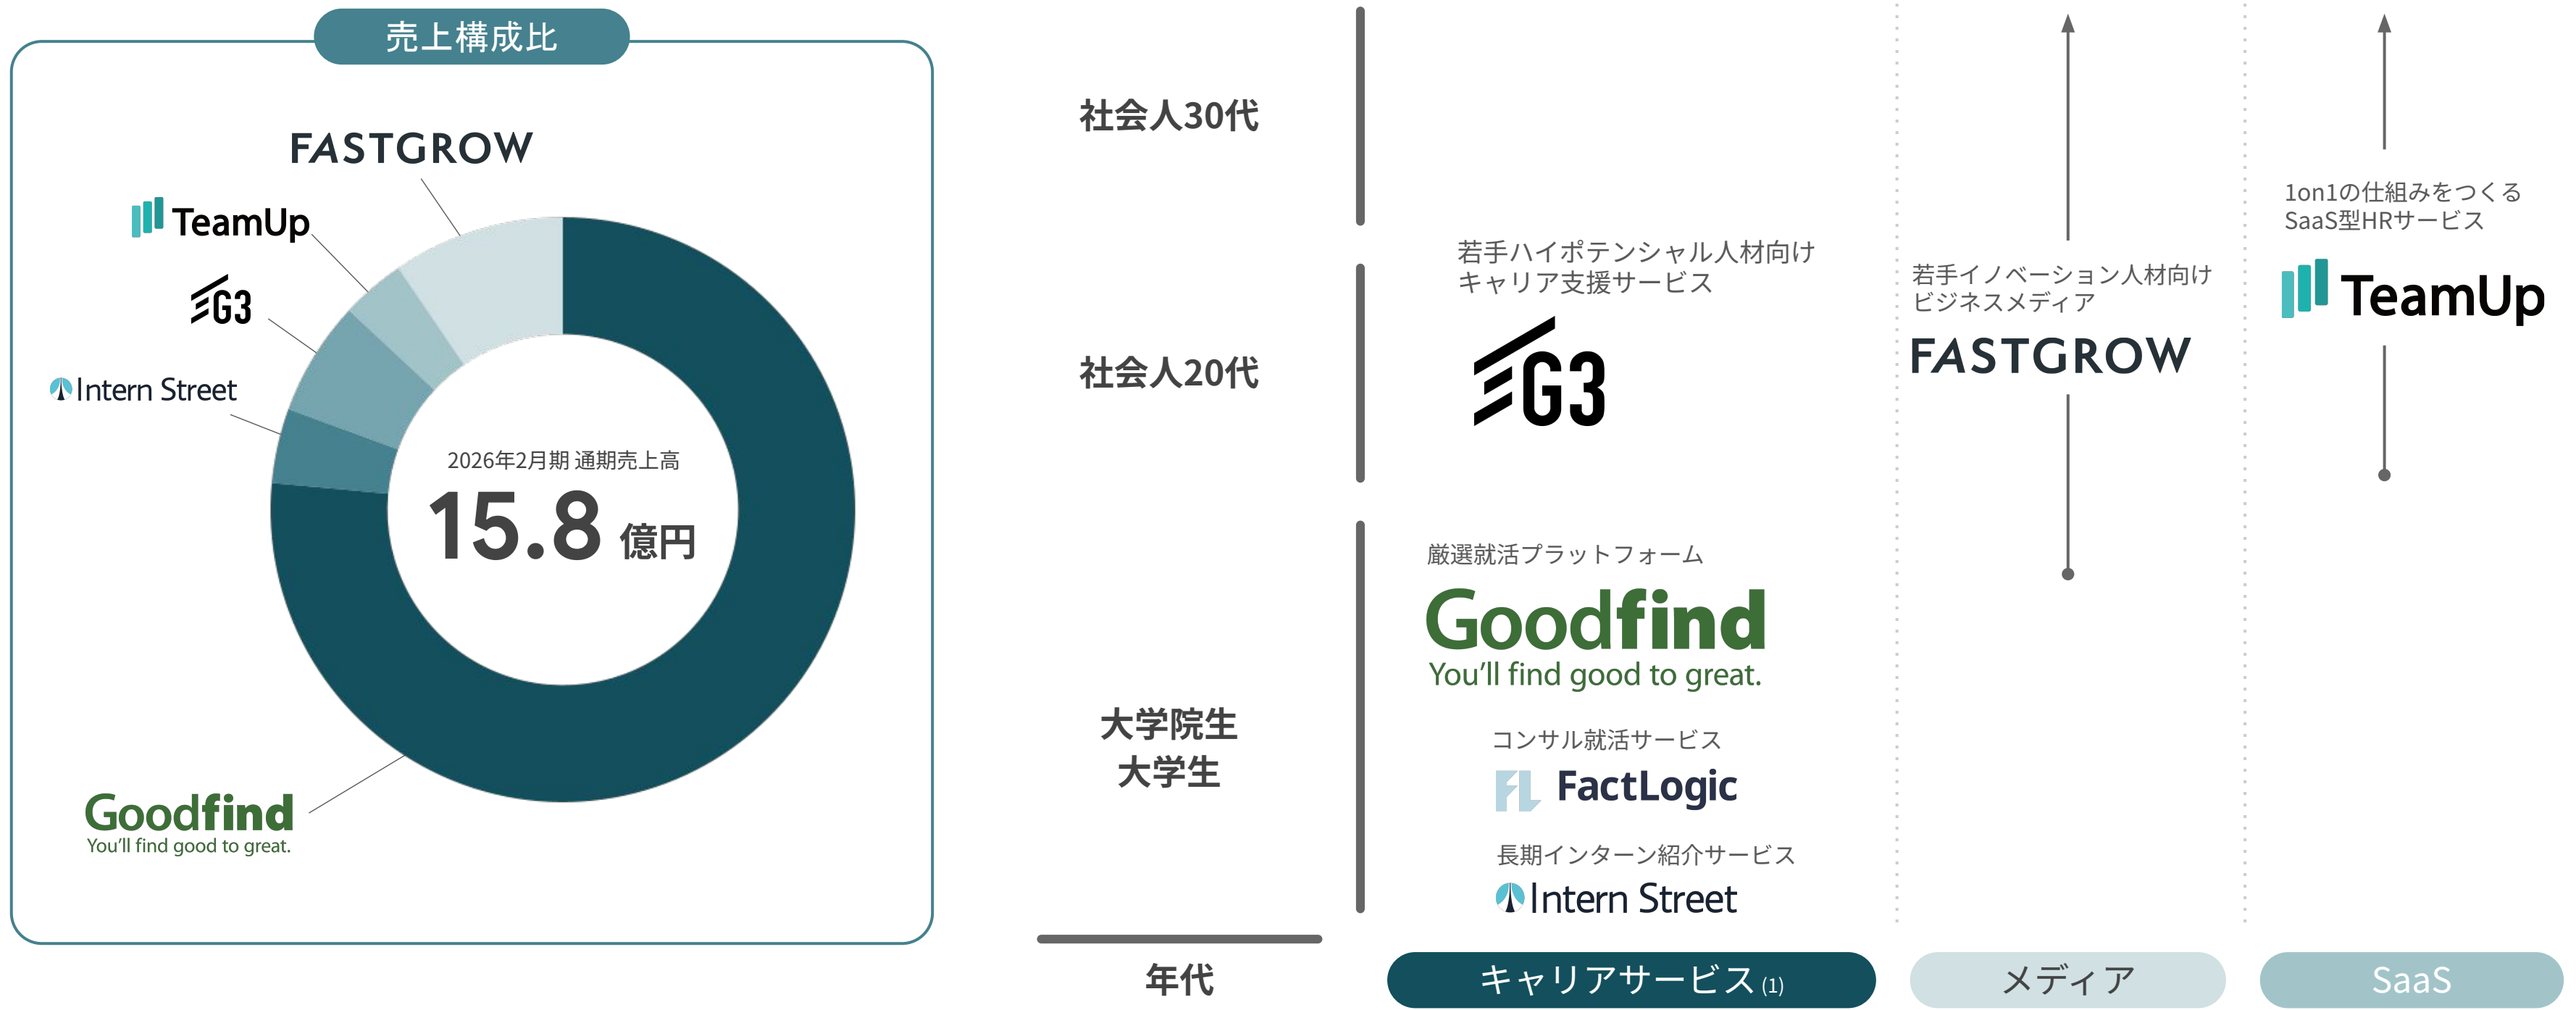 売上構成比
FASTGROW
TeamUp
G3
Intern Street
2026年2月期 通期売上高
15.8 億円
Goodfind
You'll find good to great.
社会人30代
社会人20代
大学院生
大学生
年代
若手ハイポテンシャル人材向け
キャリア支援サービス
G3
厳選就活プラットフォーム
Goodfind
You'll find good to great.
コンサル就活サービス
FactLogic
長期インターン紹介サービス
Intern Street
キャリアサービス (1)
若手イノベーション人材向け
ビジネスメディア
FASTGROW
メディア
1on1の仕組みをつくる
SaaS型HRサービス
TeamUp
SaaS